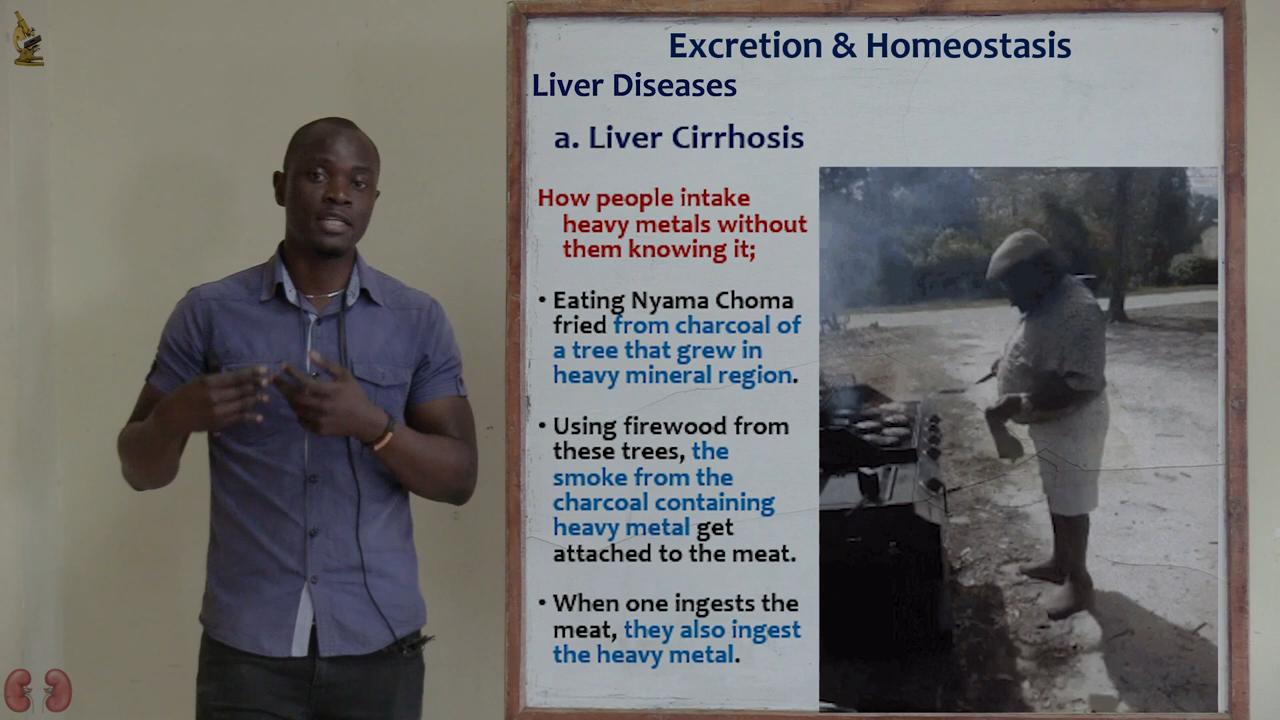 Excretion & Homeostasis
Liver Diseases
a. Liver Cirrhosis
How people intake
heavy metals without
them knowing it;
• Eating Nyama Choma
fried from charcoal of
a tree that grew in
heavy mineral region.
• Using firewood from
these trees, the
smoke from the
charcoal containing
heavy metal get
attached to the meat.
• When one ingests the
meat, they also ingest
the heavy metal.